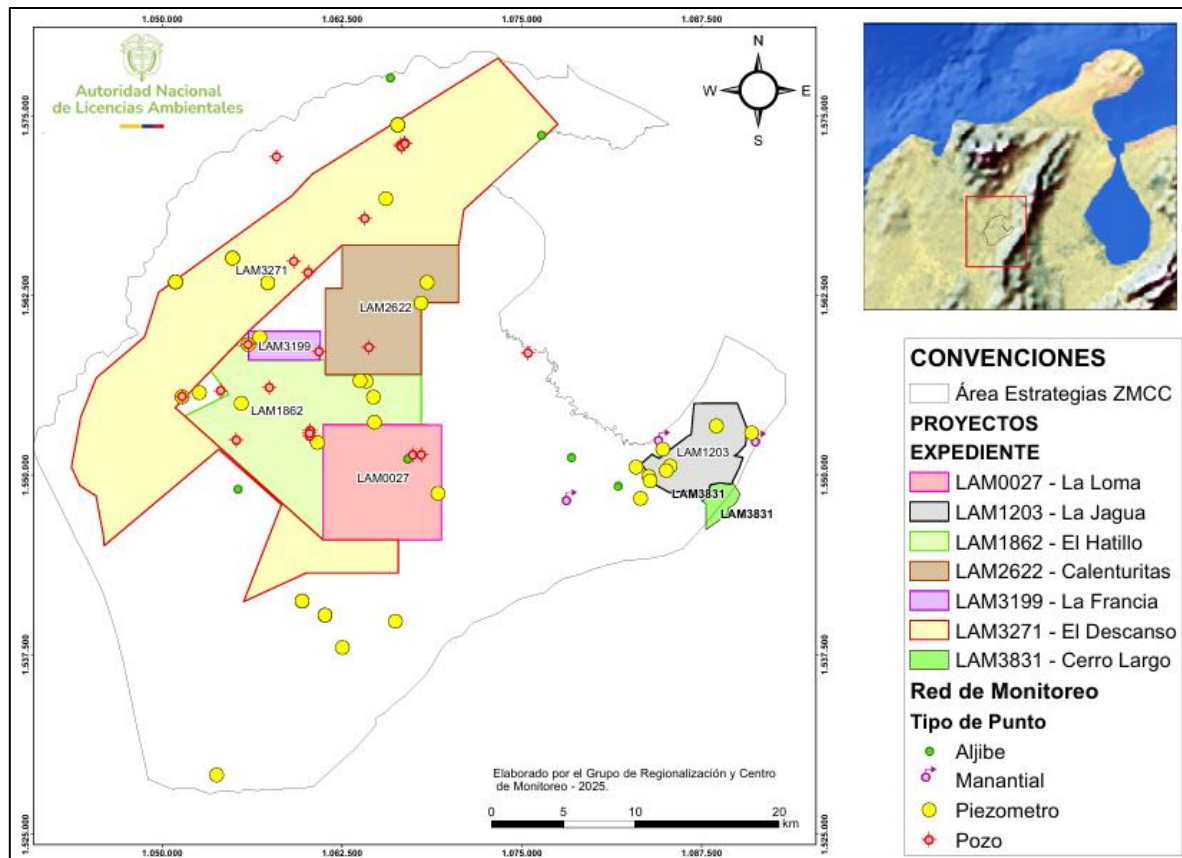 1.050.000
1.062.500
1.075.000
1.087.500
Autoridad Nacional
de Licencias Ambientales
N
W
E
S
1.575.000
1.575.000
LAM3271
1.562.500
1.562.500
LAM2622
LAM3199
LAM1862
LAM1203
LAM0027
1.550.000
1.550.000
LAM3831
LAM3831
1.537.500
1.537.500
Elaborado por el Grupo de Regionalización y Centro
de Monitoreo - 2025.
0
5
10
20
km
1.525.000
1.525.000
1.050.000
1.062.500
1.075.000
1.087.500
CONVENCIONES
Área Estrategias ZMCC
PROYECTOS
EXPEDIENTE
LAM0027 - La Loma
LAM1203 - La Jagua
LAM1862 - El Hatillo
LAM2622 - Calenturitas
LAM3199 - La Francia
LAM3271 - El Descanso
LAM3831 - Cerro Largo
Red de Monitoreo
Tipo de Punto
Aljibe
Manantial
Piezometro
Pozo